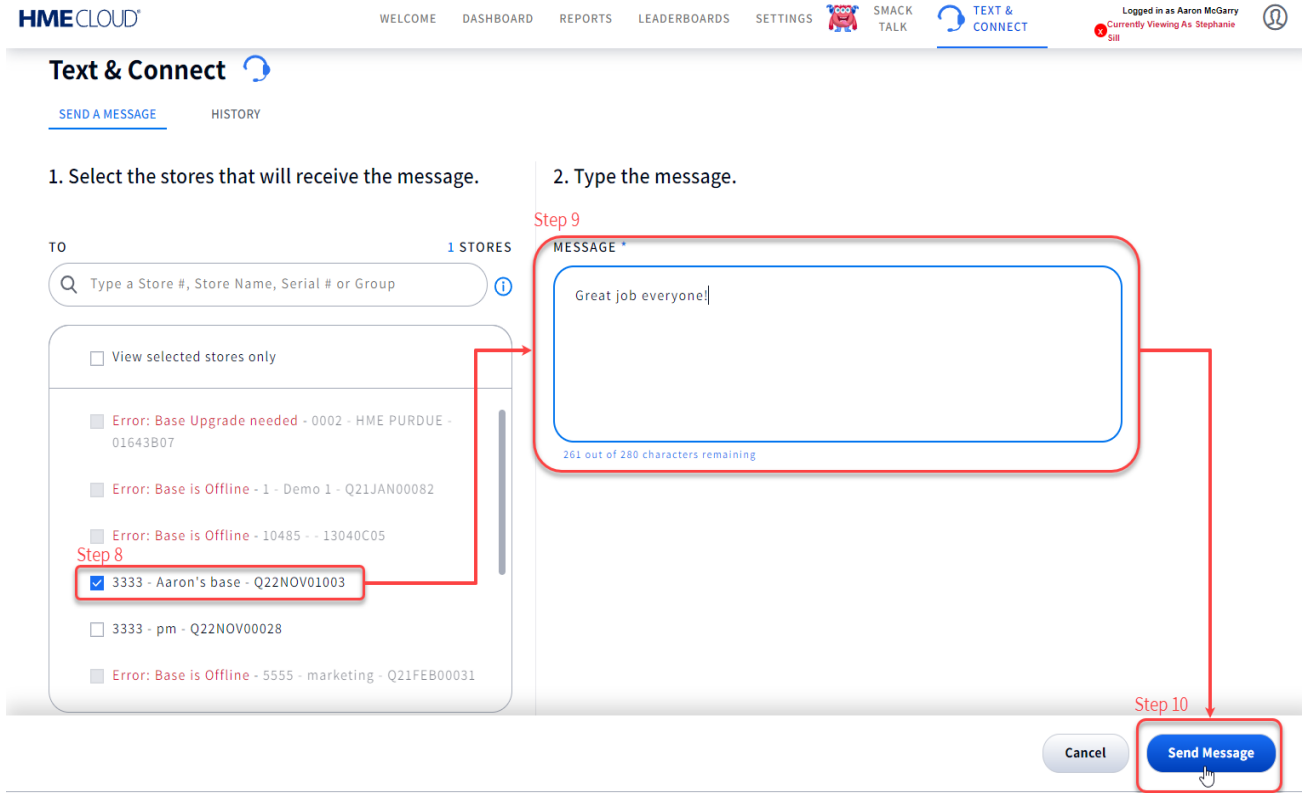 HMECLOUD®
WELCOME
DASHBOARD
REPORTS
LEADERBOARDS
SETTINGS
SMACK
TALK
TEXT &
CONNECT
Logged in as Aaron McGarry
x Currently Viewing As Stephanie
Sill
Text & Connect
SEND A MESSAGE
HISTORY
1. Select the stores that will receive the message.
TO
1 STORES
Type a Store #, Store Name, Serial # or Group
i
View selected stores only
Error: Base Upgrade needed - 0002 - HME PURDUE -
01643B07
Error: Base is Offline - 1 - Demo 1 - Q21JAN00082
Error: Base is Offline - 10485 - - 13040C05
Step 8
3333 - Aaron's base - Q22NOV01003
3333 - pm - Q22NOV00028
Error: Base is Offline - 5555 - marketing - Q21FEB00031
2. Type the message.
Step 9
MESSAGE *
Great job everyone!
261 out of 280 characters remaining
Step 10
Cancel
Send Message